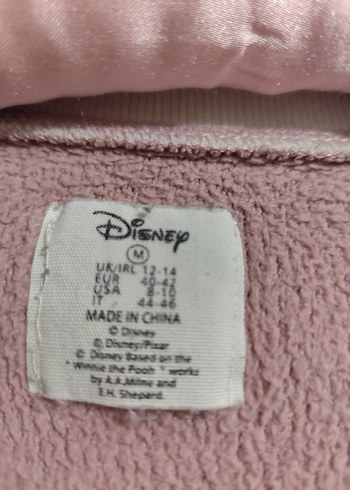 Disney
M
UK/IRL 12-14
EUR 40-42
USA 8-10
IT 44-46
MADE IN CHINA
© Disney
© Disney/Pixar
© Disney Based on the
"Winnie the Pooh" works
by A.A.Milne and
E.H. Shepard.